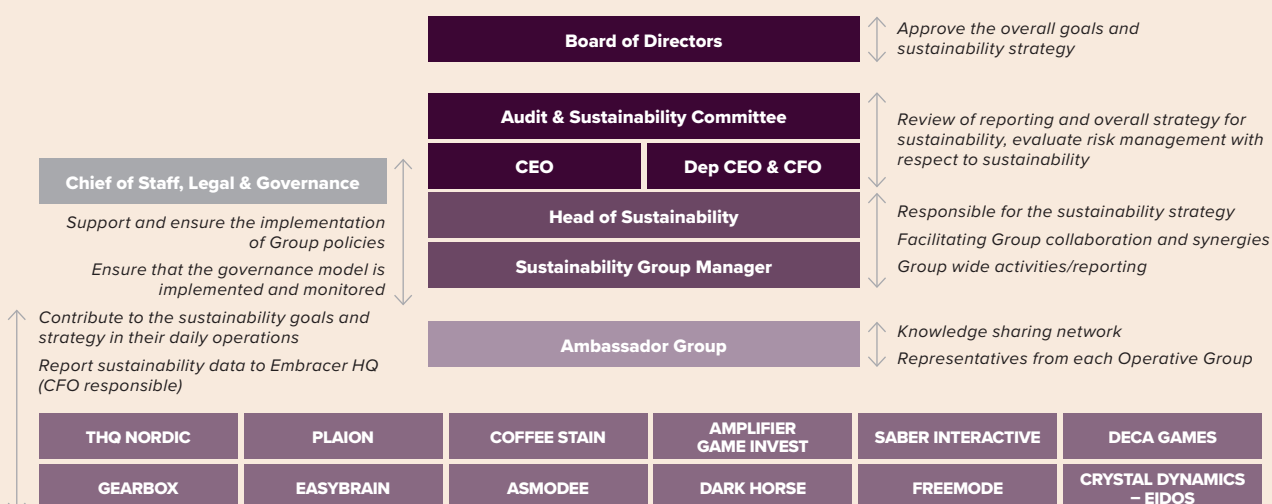 Board of Directors
Approve the overall goals and
sustainability strategy
Audit & Sustainability Committee
CEO
Dep CEO & CFO
Review of reporting and overall strategy for
sustainability, evaluate risk management with
respect to sustainability
Chief of Staff, Legal & Governance
Support and ensure the implementation
of Group policies
Ensure that the governance model is
implemented and monitored
Head of Sustainability
Sustainability Group Manager
Responsible for the sustainability strategy
Facilitating Group collaboration and synergies
Group wide activities/reporting
Contribute to the sustainability goals and
strategy in their daily operations
Report sustainability data to Embracer HQ
(CFO responsible)
Ambassador Group
Knowledge sharing network
Representatives from each Operative Group
THQ NORDIC
PLAION
COFFEE STAIN
AMPLIFIER
GAME INVEST
SABER INTERACTIVE
DECA GAMES
GEARBOX
EASYBRAIN
ASMODEE
DARK HORSE
FREEMODE
CRYSTAL DYNAMICS
– EIDOS